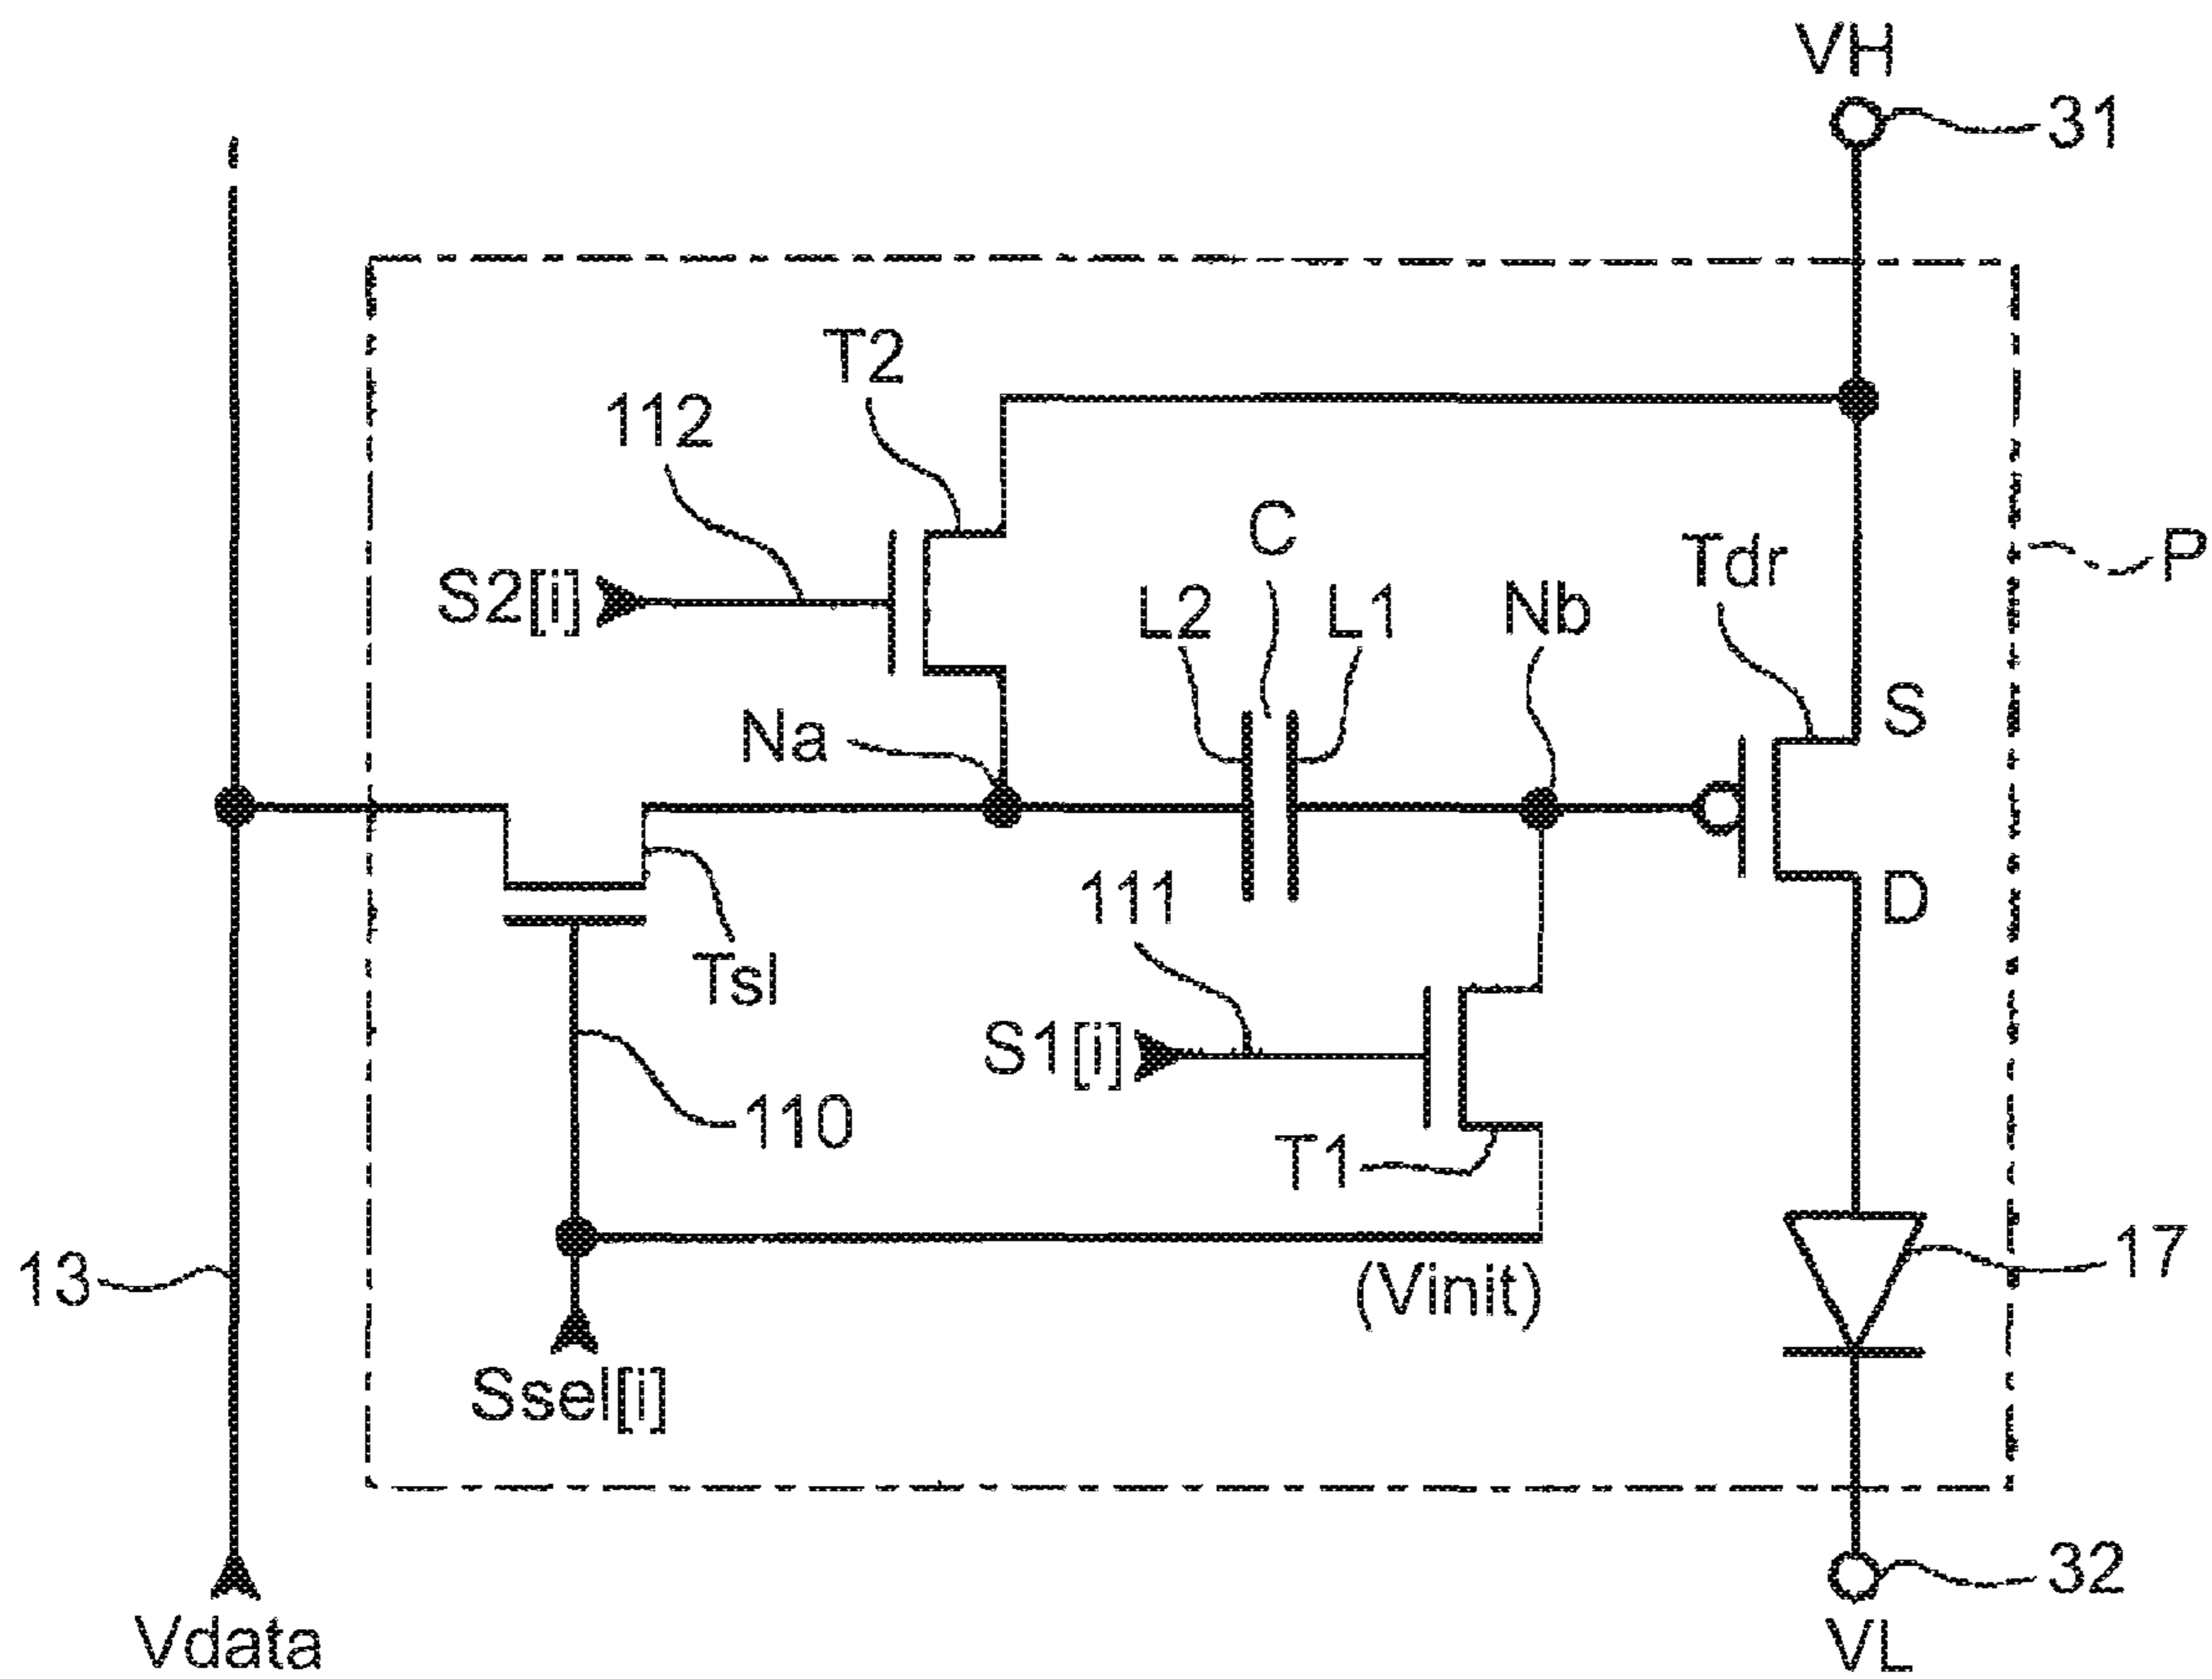 VH
31
T2
112
C
Tdr
P
S2[i]
L2
L1
Nb
S
Na
D
111
Tsl
S1[i]
110
T1
13
(Vinit)
17
Ssel[i]
32
Vdata
VL